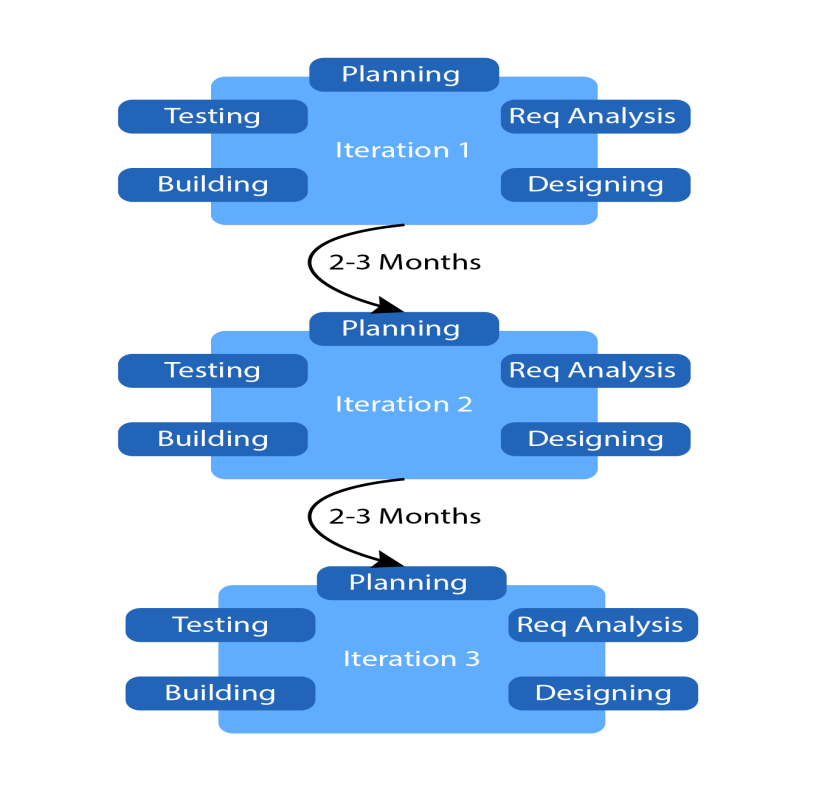 Planning
Testing
Req Analysis
Iteration 1
Building
Designing
2-3 Months
Planning
Testing
Req Analysis
Iteration 2
Building
Designing
2-3 Months
Planning
Testing
Req Analysis
Iteration 3
Building
Designing